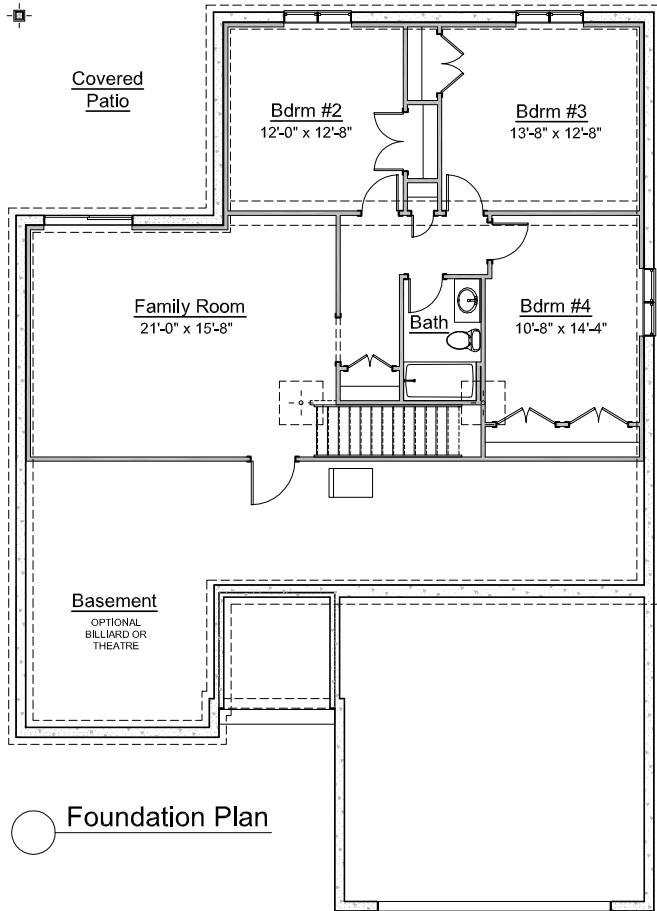 Covered
Patio
Bdrm #2
12'-0" x 12'-8"
Bdrm #3
13'-8" x 12'-8"
Family Room
21'-0" x 15'-8"
Bath
Bdrm #4
10'-8" x 14'-4"
Basement
OPTIONAL
BILLIARD OR
THEATRE
Foundation Plan